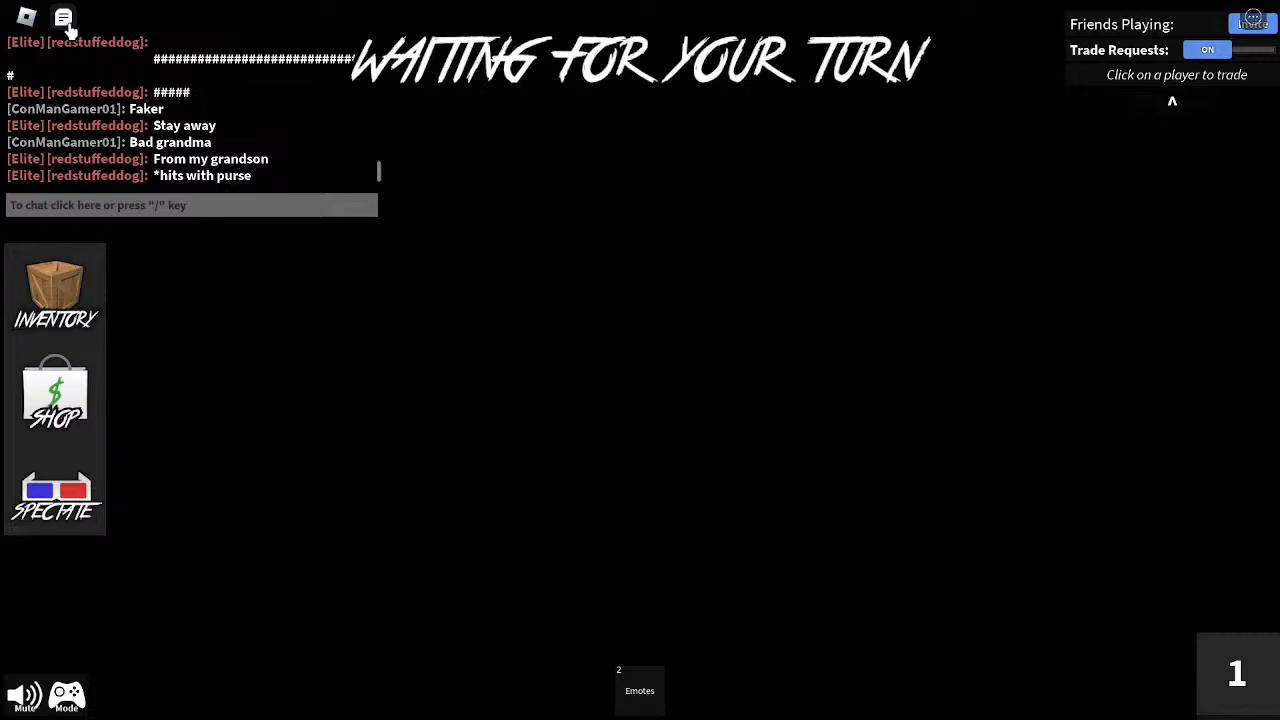 WAITING FOR YOUR TURN
[Elite] [redstuffeddog]:
##########################
#
[Elite] [redstuffeddog]: #####
[ConManGamer01]: Faker
[Elite] [redstuffeddog]: Stay away
[ConManGamer01]: Bad grandma
[Elite] [redstuffeddog]: From my grandson
[Elite] [redstuffeddog]: *hits with purse
To chat click here or press "/" key
Friends Playing: Invite
Trade Requests: ON
Click on a player to trade
^
INVENTORY
$
SHOP
SPECTATE
Mute
Mode
2
Emotes
1